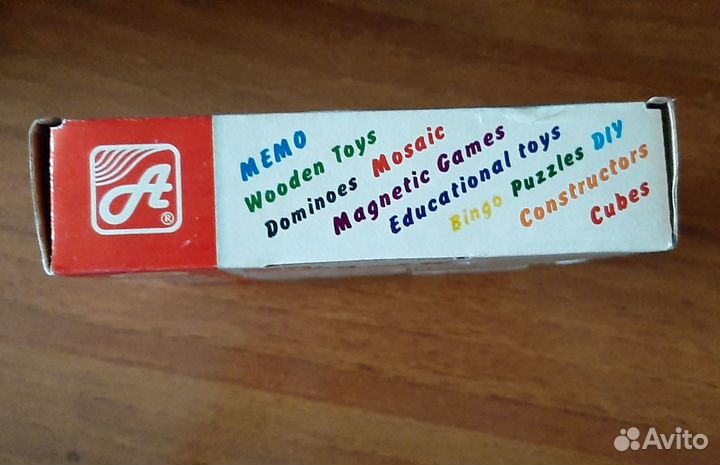 A ®
MEMO
Wooden Toys
Dominoes Mosaic
Magnetic Games
Educational toys
Bingo Puzzles DIY
Constructors
Cubes
Avito